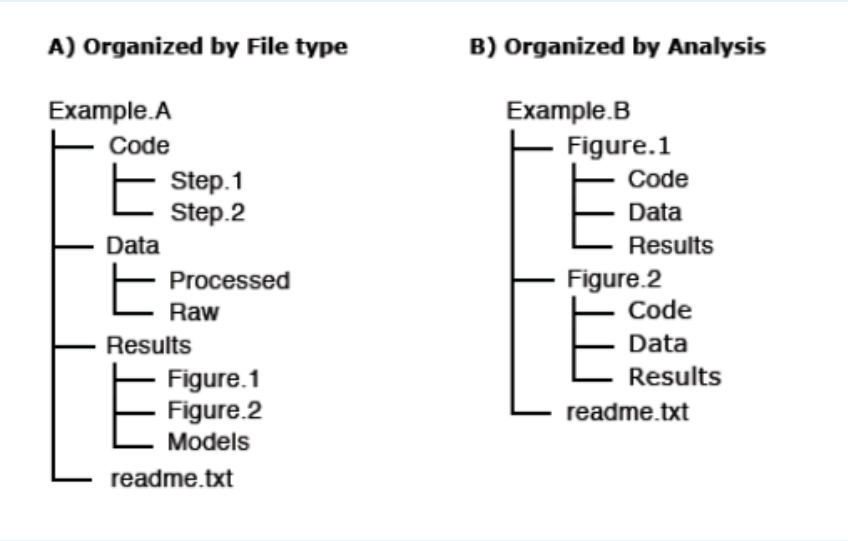 A) Organized by File type
Example.A
Code
Step.1
Step.2
Data
Processed
Raw
Results
Figure.1
Figure.2
Models
readme.txt
B) Organized by Analysis
Example.B
Figure.1
Code
Data
Results
Figure.2
Code
Data
Results
readme.txt